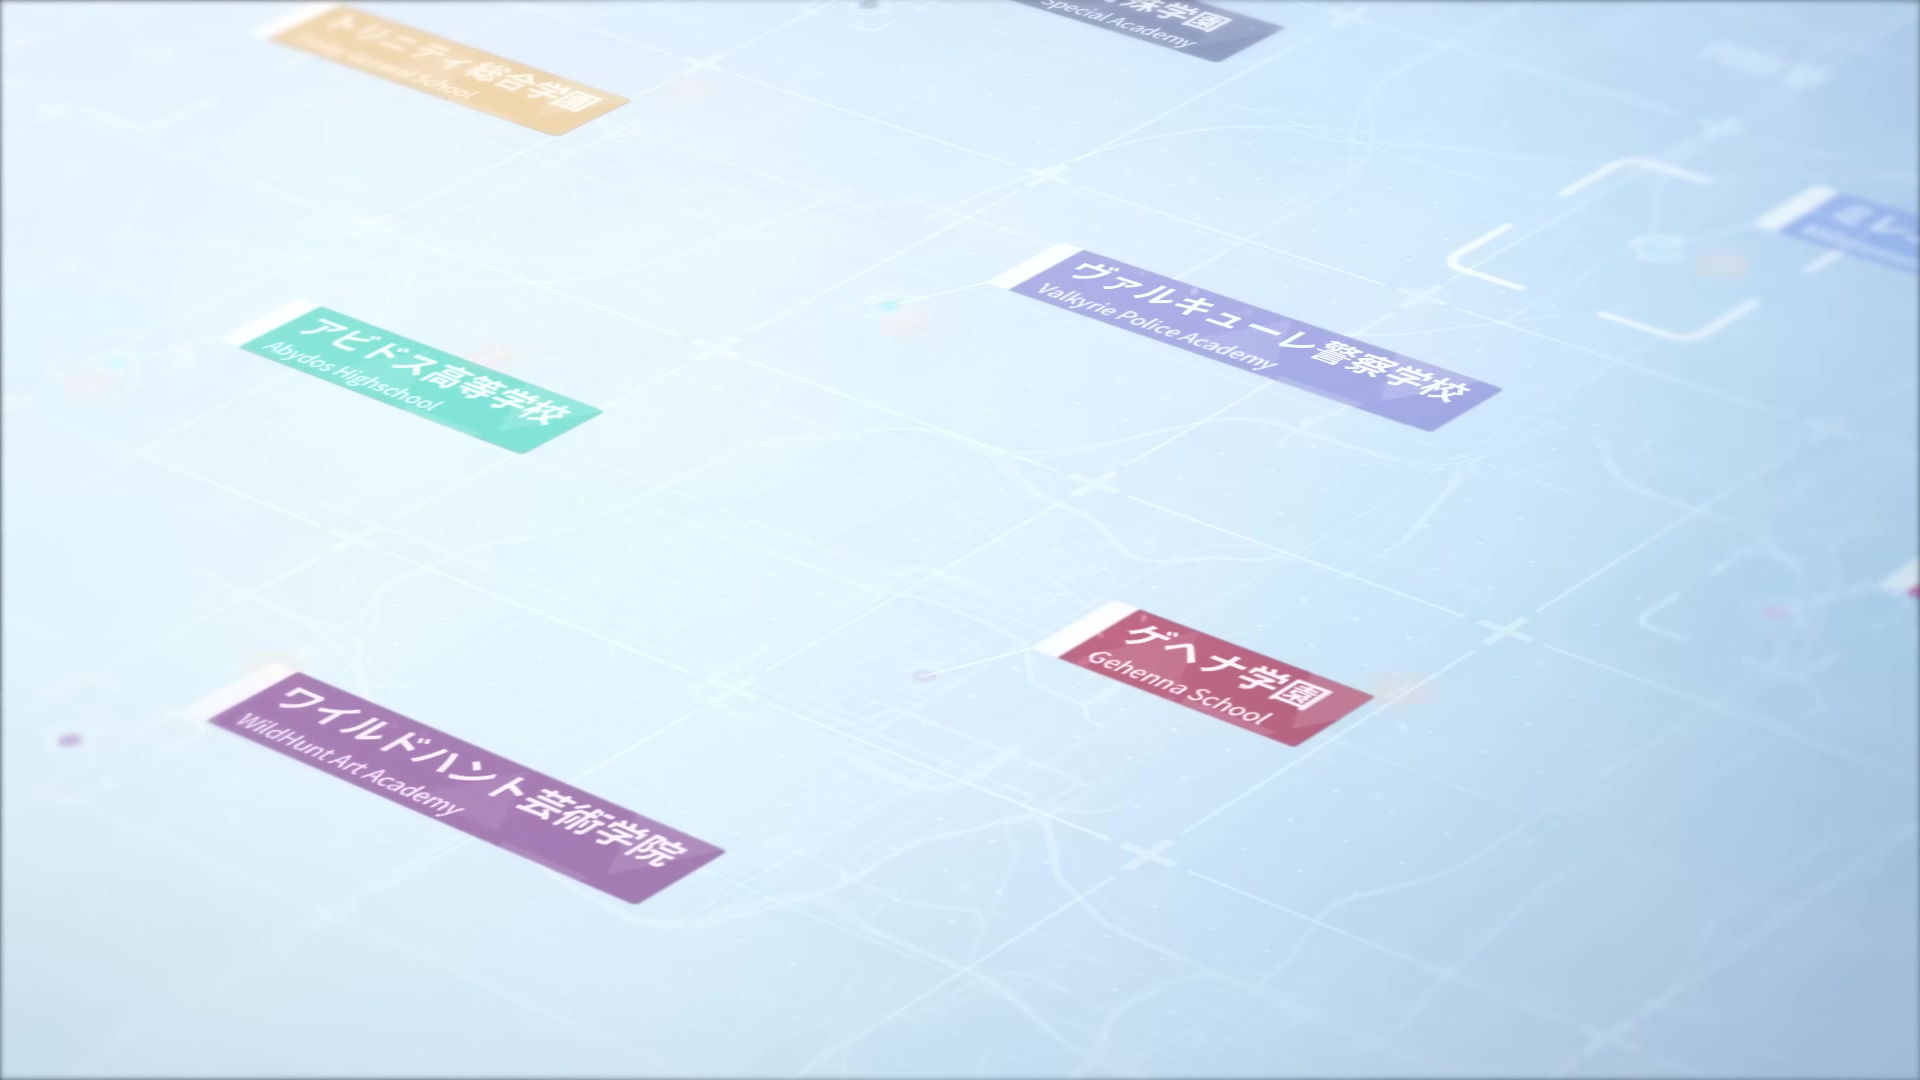 トリニティ総合学園
General School
殊学園
Special Academy
ヴァルキューレ警察学校
Valkyrie Police Academy
アビドス高等学校
Abydos Highschool
ゲヘナ学園
Gehenna School
ワイルドハント芸術学院
WildHunt Art Academy